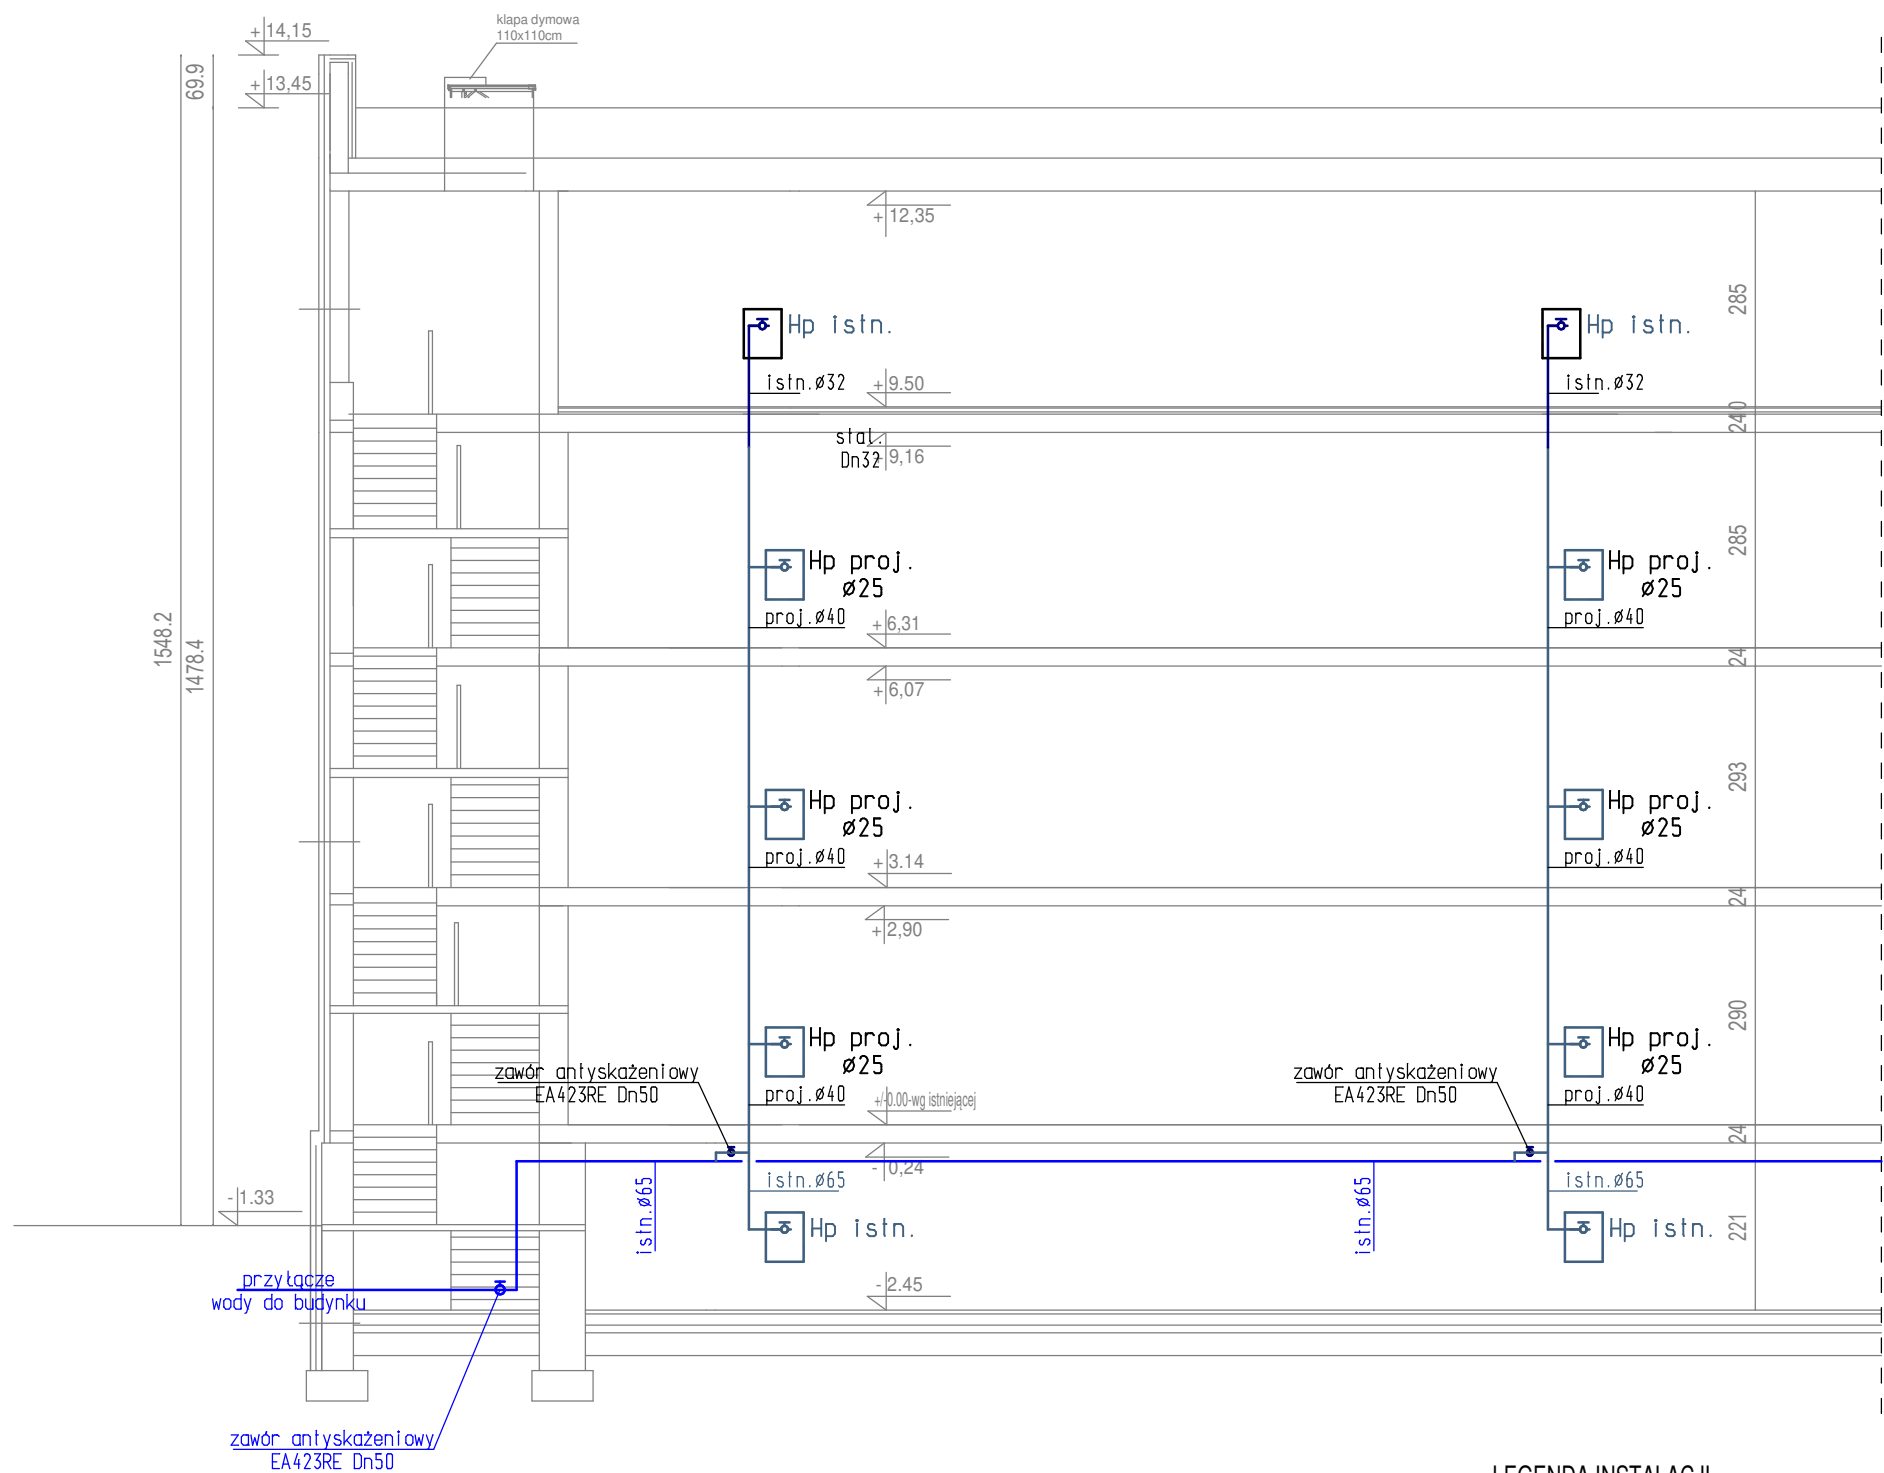 klapa dymowa
110x110cm
+14,15
+13,45
69.9
+12,35
285
Hp istn.
Hp istn.
istn.ø32
istn.ø32
+9.50
240
stal.
Dn32
+9,16
285
Hp proj.
ø25
Hp proj.
ø25
proj.ø40
proj.ø40
+6,31
24
+6,07
1548.2
1478.4
293
Hp proj.
ø25
Hp proj.
ø25
proj.ø40
proj.ø40
+3.14
24
+2,90
290
Hp proj.
ø25
Hp proj.
ø25
zawór antyskażeniowy
EA423RE Dn50
zawór antyskażeniowy
EA423RE Dn50
proj.ø40
proj.ø40
+/-0.00-wg istniejącej
24
- 0,24
istn.ø65
istn.ø65
istn.ø65
istn.ø65
- 1.33
Hp istn.
Hp istn.
221
przyłącze
wody do budynku
- 2.45
zawór antyskażeniowy
EA423RE Dn50
LEGENDA INSTALACJI